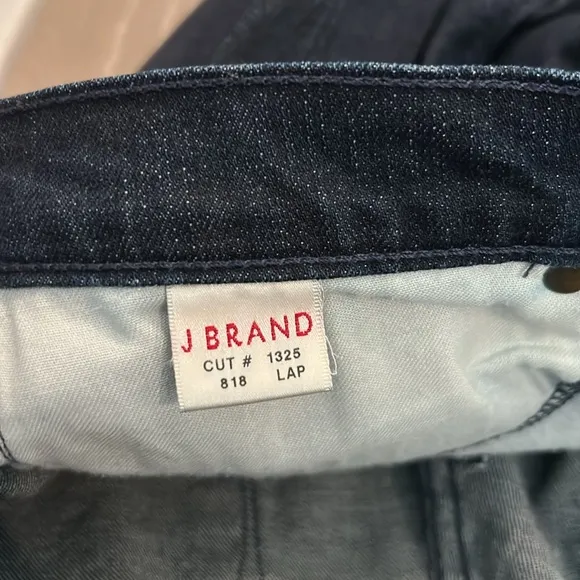 J BRAND
CUT # 1325
818 LAP